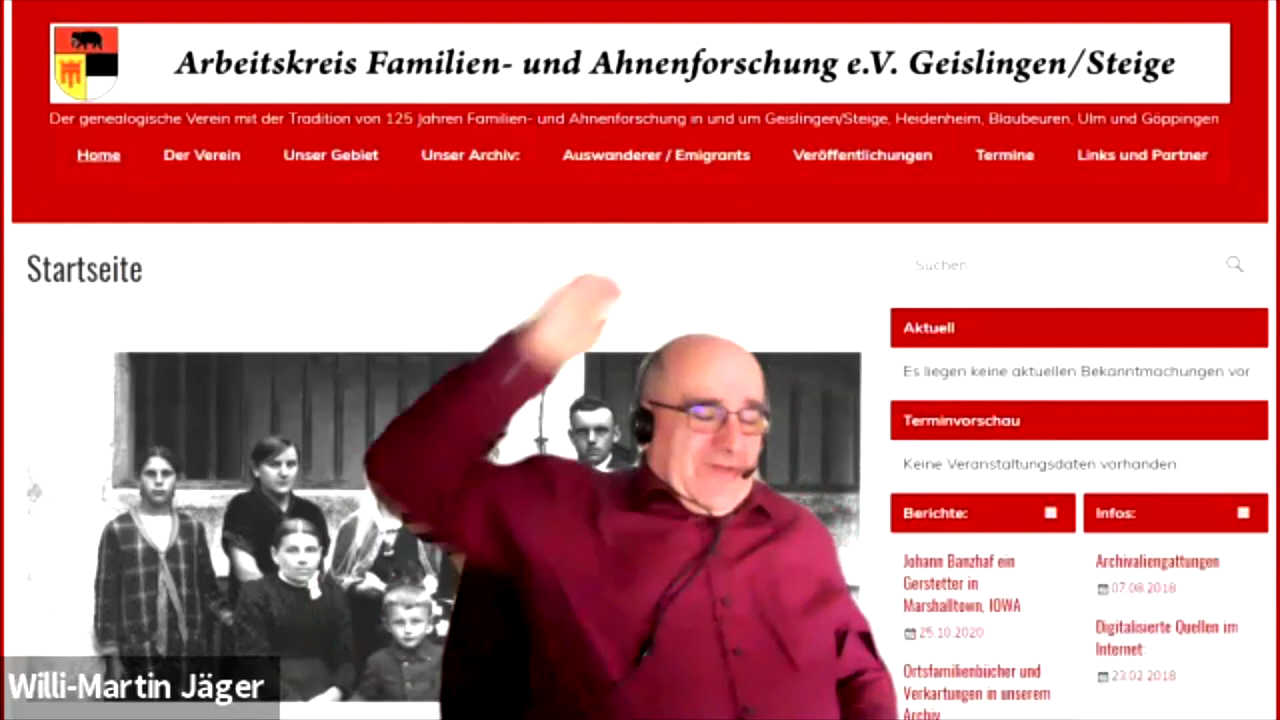 Arbeitskreis Familien- und Ahnenforschung e.V. Geislingen/Steige
Der genealogische Verein mit der Tradition von 125 Jahren Familien- und Ahnenforschung in und um Geislingen/Steige, Heidenheim, Blaubeuren, Ulm und Göppingen
Home Der Verein Unser Gebiet Unser Archiv: Auswanderer / Emigrants Veröffentlichungen Termine Links und Partner
Startseite
Suchen
Aktuell
Es liegen keine aktuellen Bekanntmachungen vor
Terminvorschau
Keine Veranstaltungsdaten vorhanden
Berichte:
Johann Banzhaf ein
Gerstetter in
Marshalltown, IOWA
25.10.2020
Ortsfamilienbücher und
Verkartungen in unserem
Archiv
Infos:
Archivaliengattungen
07.08.2018
Digitalisierte Quellen im
Internet
23.02.2018
Willi-Martin Jäger